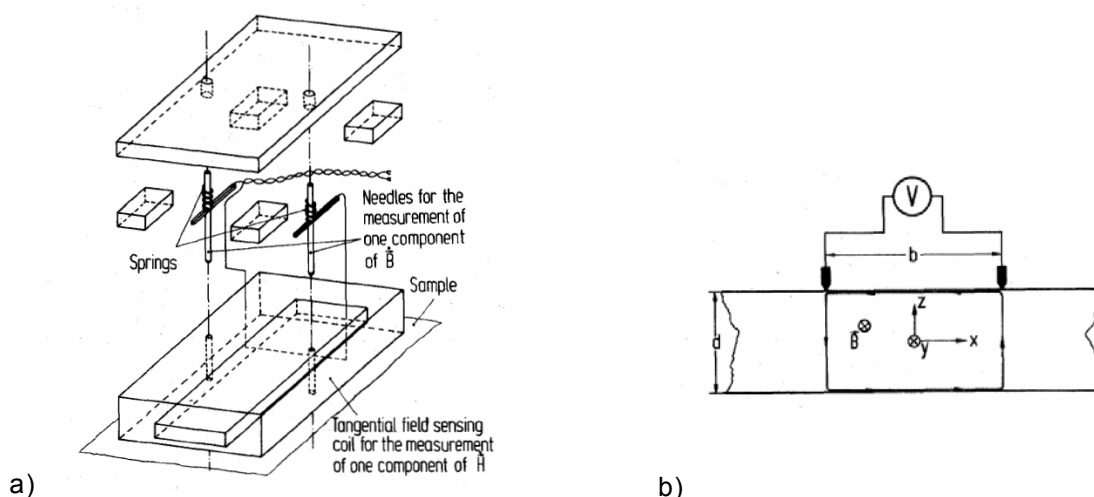 Needles for the
measurement of
one component
of Ḃ
Springs
Sample
Tangential field sensing
coil for the measurement
of one component of Ḣ
a)
V
b
d
z
B⃗
y
x
b)